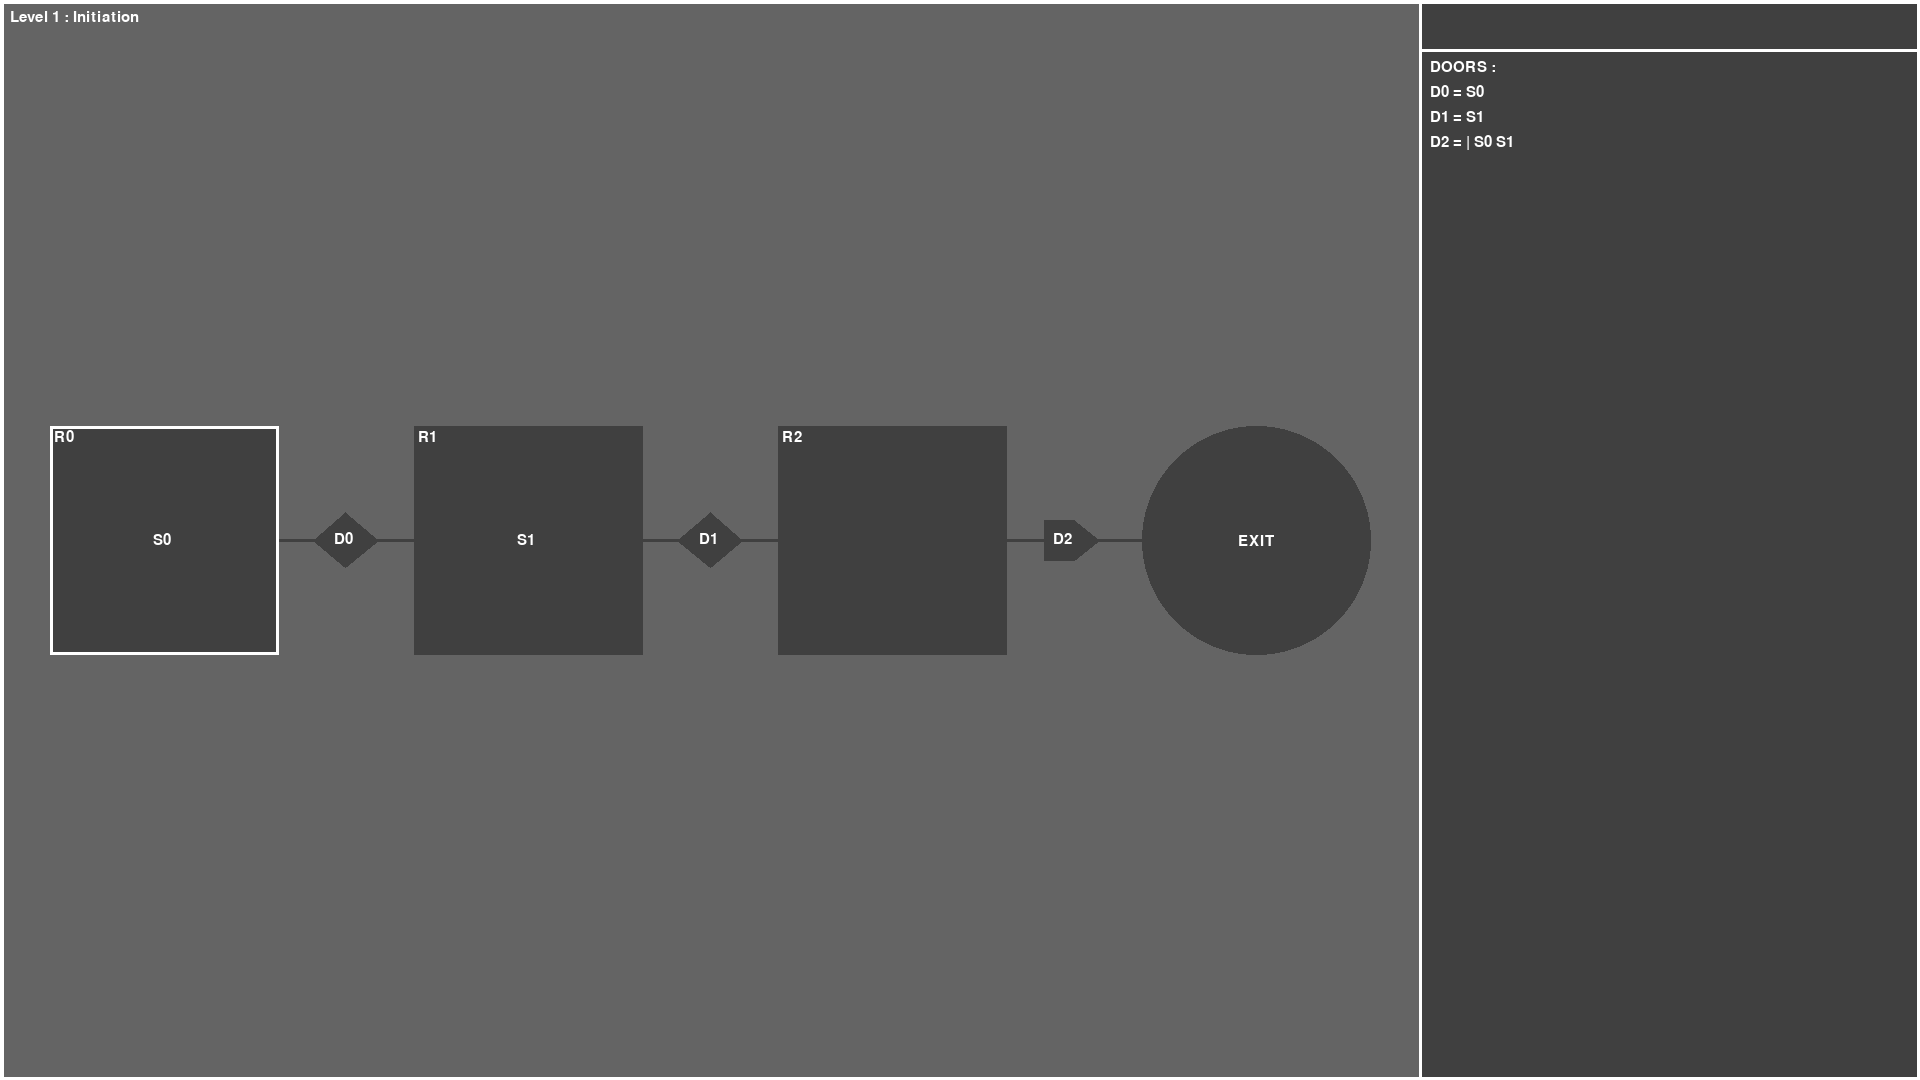 Level 1 : Initiation
DOORS :
D0 = S0
D1 = S1
D2 = | S0 S1
R0
R1
R2
S0
D0
S1
D1
D2
EXIT